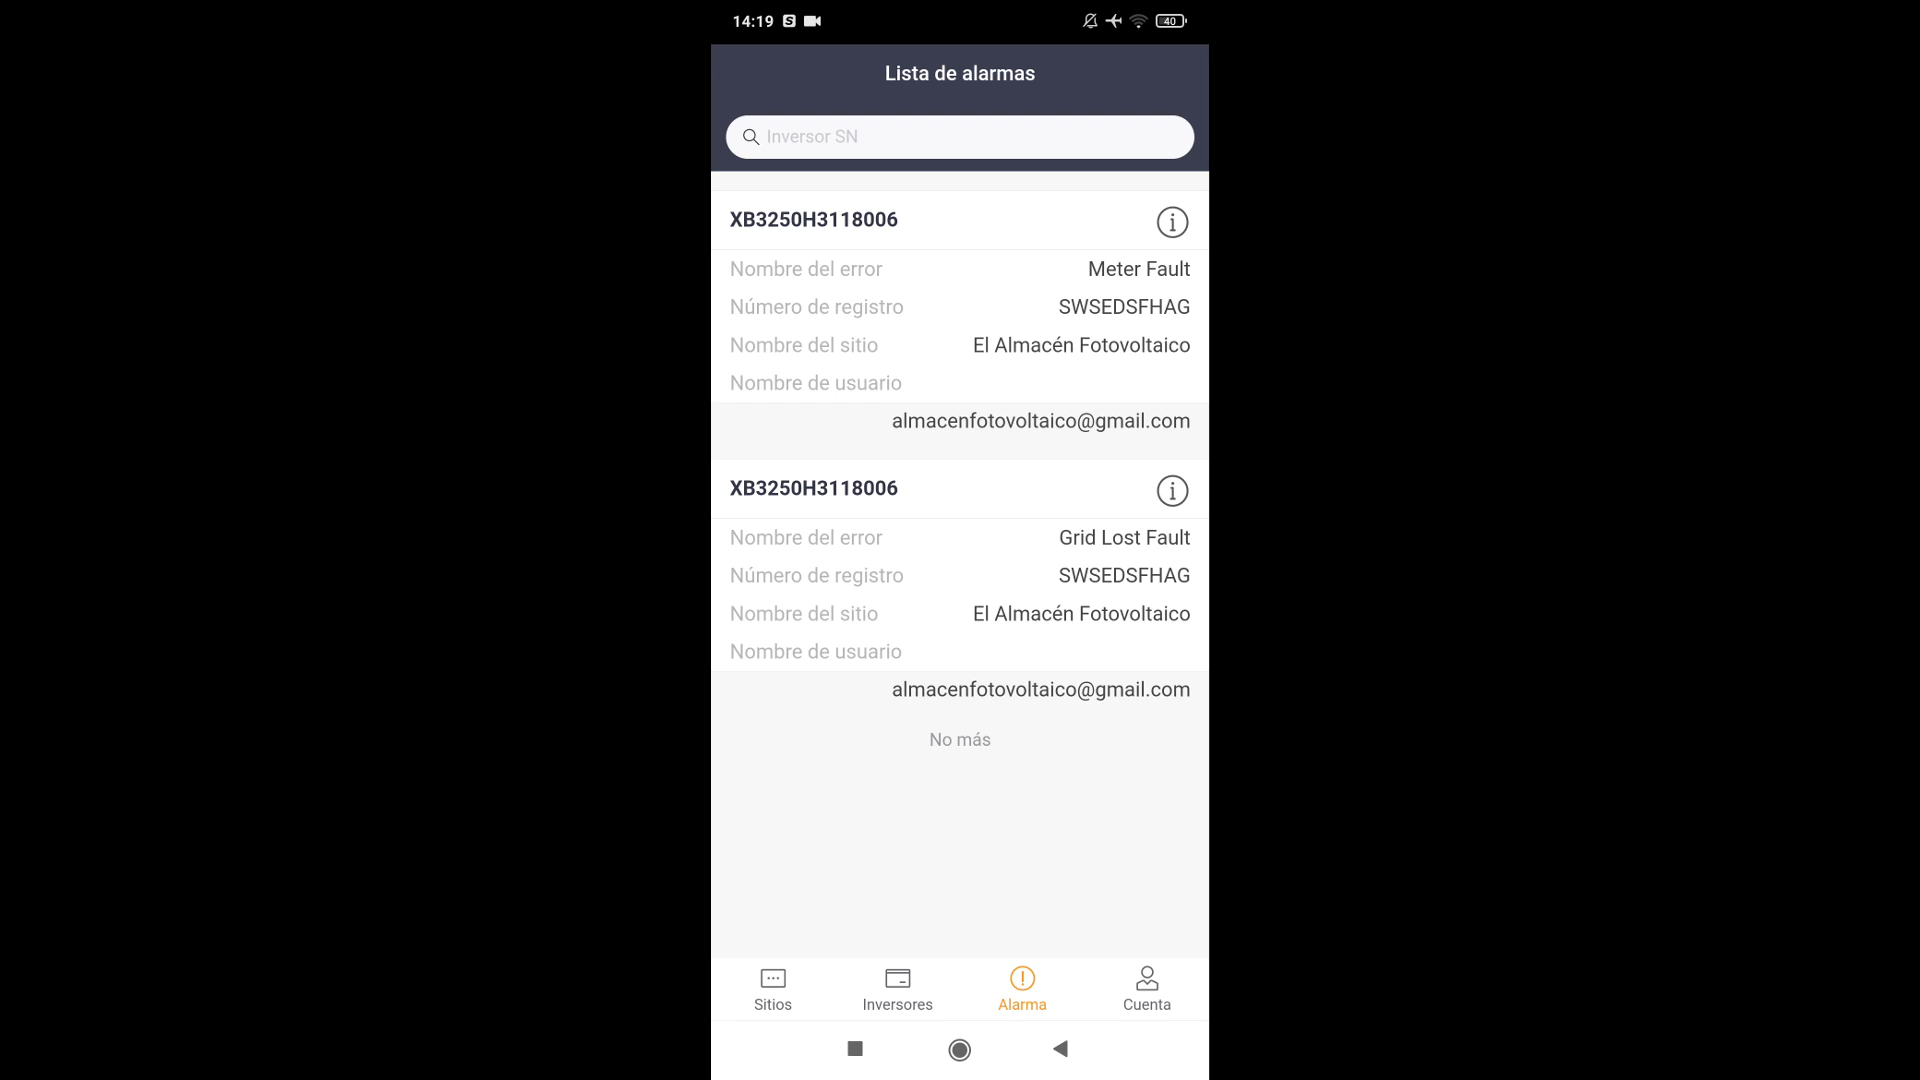 14:19
40
Lista de alarmas
Inversor SN
XB3250H3118006
Nombre del error Meter Fault
Número de registro SWSEDSFHAG
Nombre del sitio El Almacén Fotovoltaico
Nombre de usuario
almacenfotovoltaico@gmail.com
XB3250H3118006
Nombre del error Grid Lost Fault
Número de registro SWSEDSFHAG
Nombre del sitio El Almacén Fotovoltaico
Nombre de usuario
almacenfotovoltaico@gmail.com
No más
Sitios Inversores Alarma Cuenta